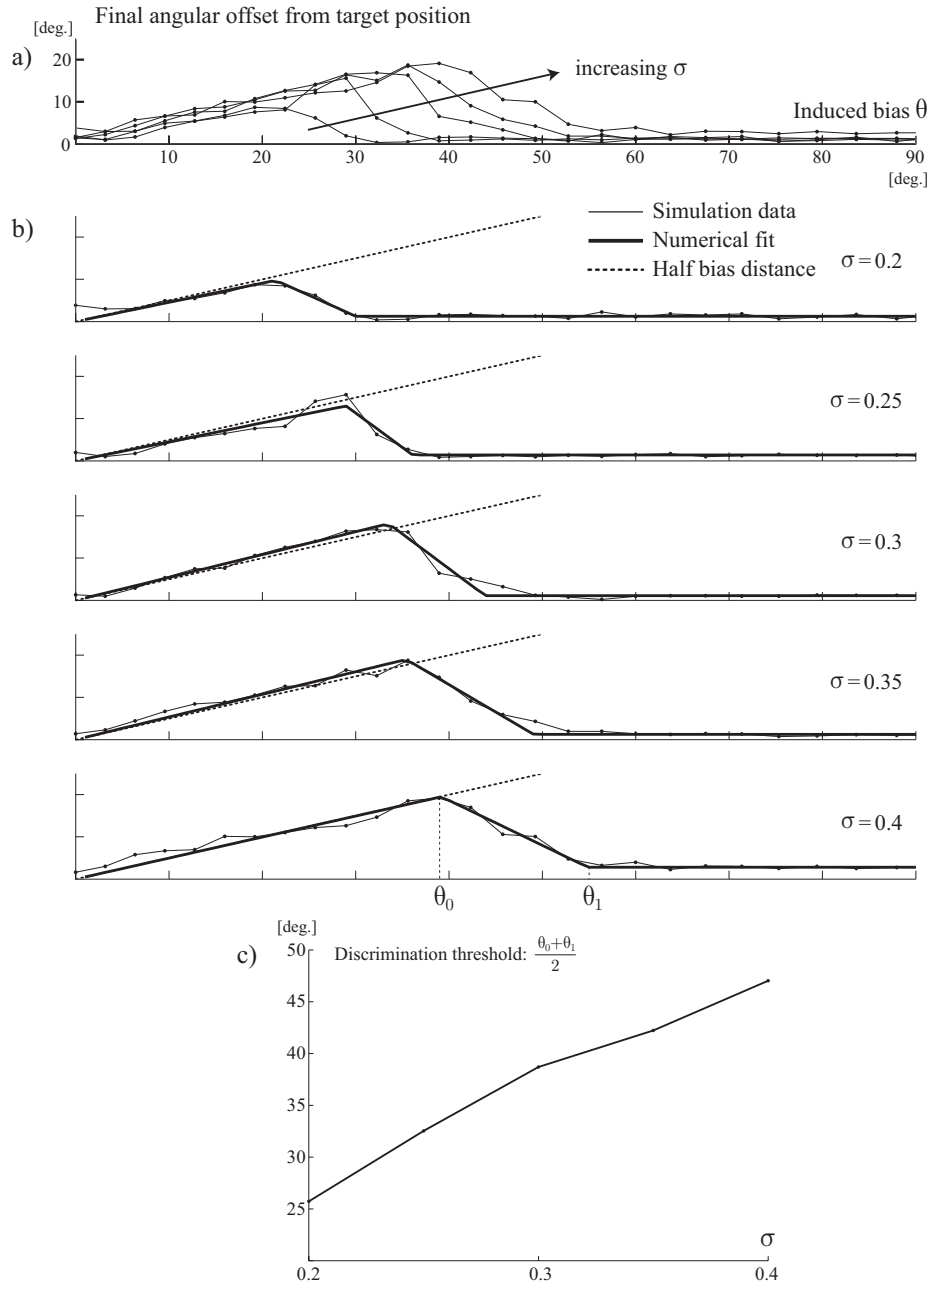 Final angular offset from target position
[deg.]
a)
20
10
0
increasing σ
Induced bias θ
10 20 30 40 50 60 70 80 90
[deg.]
b)
Simulation data
Numerical fit
Half bias distance
σ = 0.2
σ = 0.25
σ = 0.3
σ = 0.35
σ = 0.4
θ₀ θ₁
[deg.]
c)
Discrimination threshold: θ₀+θ₁
2
50
45
40
35
30
25
σ
0.2 0.3 0.4